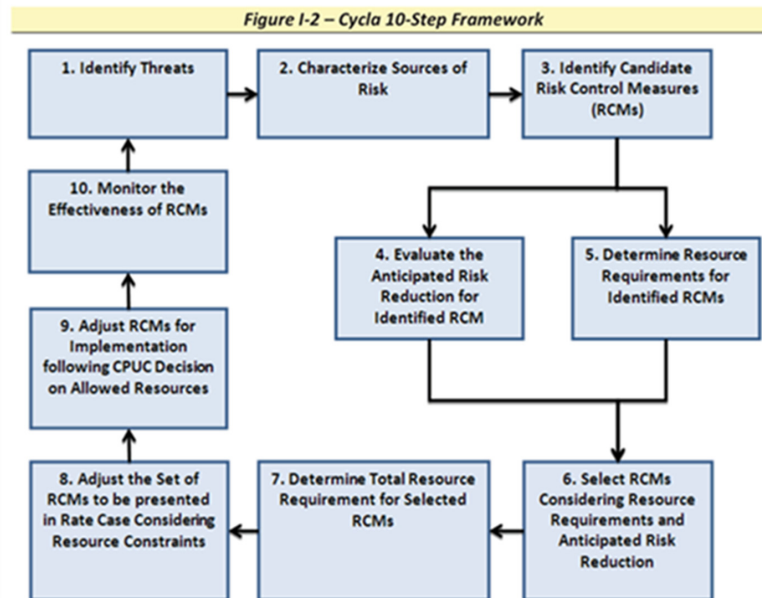 Figure I-2 – Cycla 10-Step Framework
1. Identify Threats
2. Characterize Sources of
Risk
3. Identify Candidate
Risk Control Measures
(RCMs)
10. Monitor the
Effectiveness of RCMs
4. Evaluate the
Anticipated Risk
Reduction for
Identified RCM
5. Determine Resource
Requirements for
Identified RCMs
9. Adjust RCMs for
Implementation
following CPUC Decision
on Allowed Resources
8. Adjust the Set of
RCMs to be presented
in Rate Case Considering
Resource Constraints
7. Determine Total Resource
Requirement for Selected
RCMs
6. Select RCMs
Considering Resource
Requirements and
Anticipated Risk
Reduction